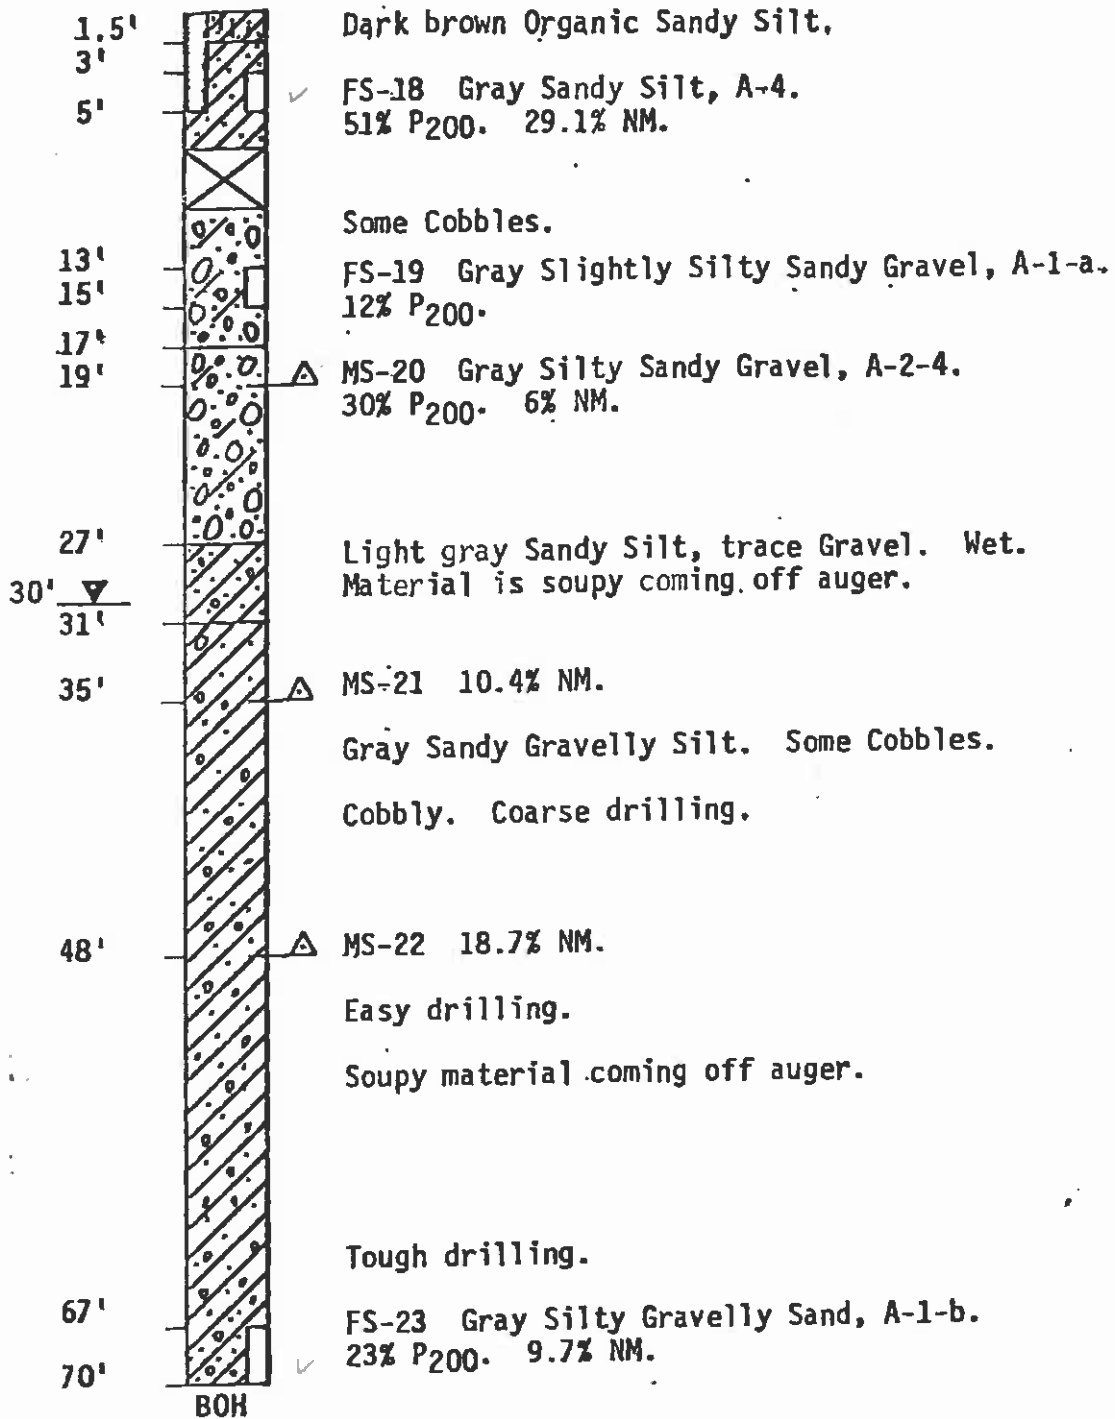 1.5' Dark brown Organic Sandy Silt.
3'
FS-18 Gray Sandy Silt, A-4.
5' 51% P200. 29.1% NM.
Some Cobbles.
13' FS-19 Gray Slightly Silty Sandy Gravel, A-1-a.
15' 12% P200.
17'
19' MS-20 Gray Silty Sandy Gravel, A-2-4.
30% P200. 6% NM.
27' Light gray Sandy Silt, trace Gravel. Wet.
30' Material is soupy coming off auger.
31'
35' MS-21 10.4% NM.
Gray Sandy Gravelly Silt. Some Cobbles.
Cobbly. Coarse drilling.
48' MS-22 18.7% NM.
Easy drilling.
Soupy material coming off auger.
Tough drilling.
67' FS-23 Gray Silty Gravelly Sand, A-1-b.
23% P200. 9.7% NM.
70'
BOH